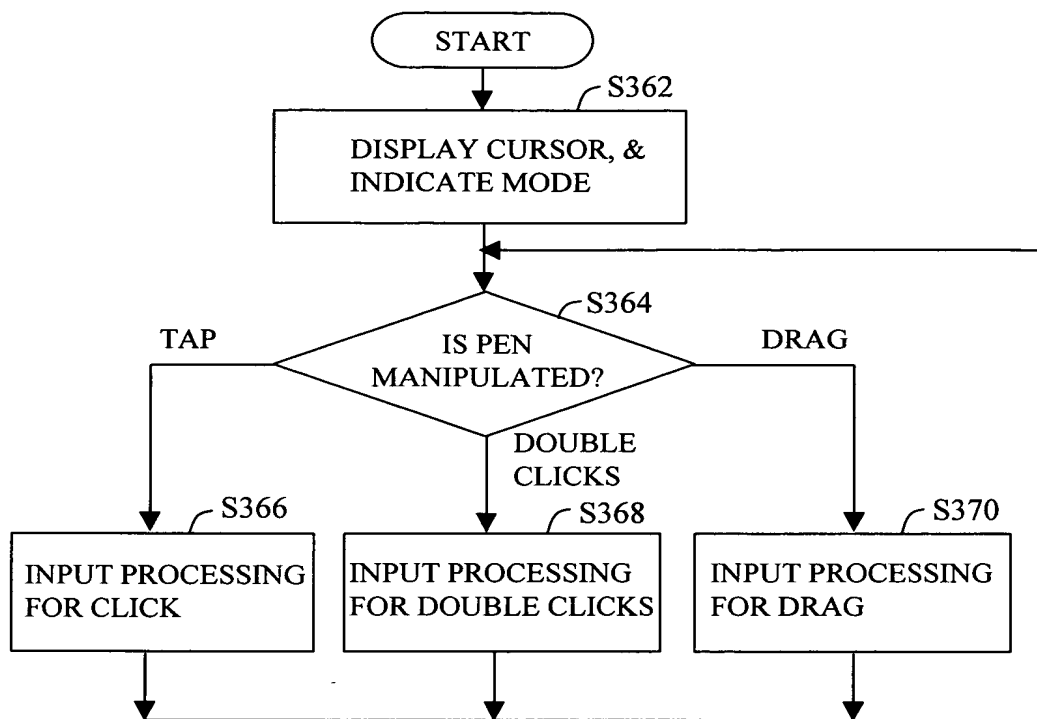 START
S362
DISPLAY CURSOR, &
INDICATE MODE
S364
TAP
IS PEN
MANIPULATED?
DRAG
DOUBLE
CLICKS
S366
INPUT PROCESSING
FOR CLICK
S368
INPUT PROCESSING
FOR DOUBLE CLICKS
S370
INPUT PROCESSING
FOR DRAG